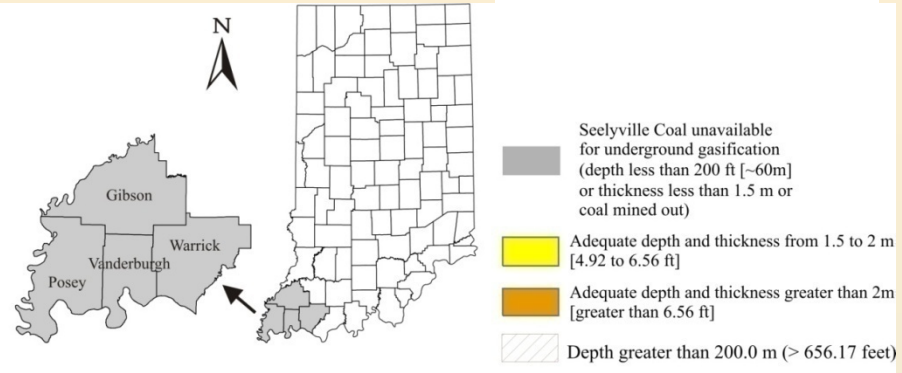 N
Gibson
Warrick
Vanderburgh
Posey
Seelyville Coal unavailable
for underground gasification
(depth less than 200 ft [~60m]
or thickness less than 1.5 m or
coal mined out)
Adequate depth and thickness from 1.5 to 2 m
[4.92 to 6.56 ft]
Adequate depth and thickness greater than 2m
[greater than 6.56 ft]
Depth greater than 200.0 m (> 656.17 feet)